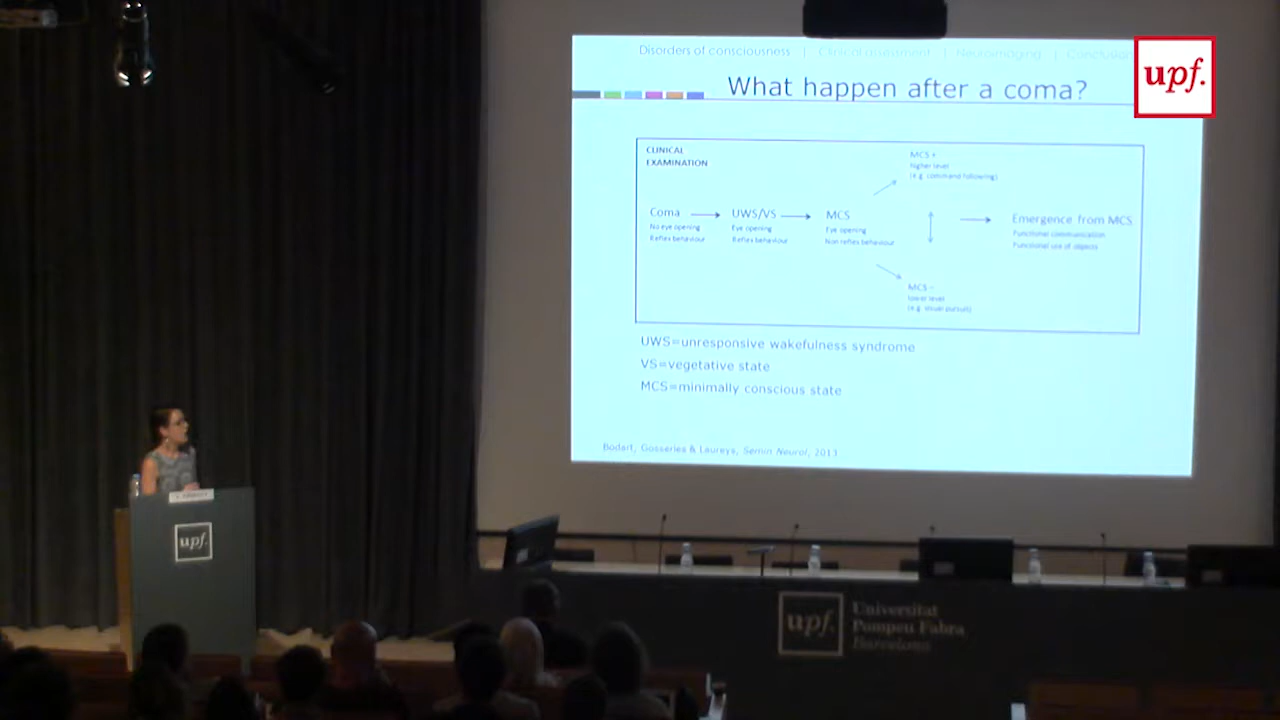 Disorders of consciousness | Clinical assessment | Neuroimaging | Conclusion
upf.
What happen after a coma?
CLINICAL
EXAMINATION
MCS +
higher level
(e.g. command following)
Coma
No eye opening
Reflex behaviour
UWS/VS
Eye opening
Reflex behaviour
MCS
Eye opening
Non reflex behaviour
Emergence from MCS
Functional communication
Functional use of objects
MCS -
lower level
(e.g. visual pursuit)
UWS=unresponsive wakefulness syndrome
VS=vegetative state
MCS=minimally conscious state
Bodart, Gosseries & Laureys, Semin Neurol, 2013
upf.
upf.
Universitat
Pompeu Fabra
Barcelona